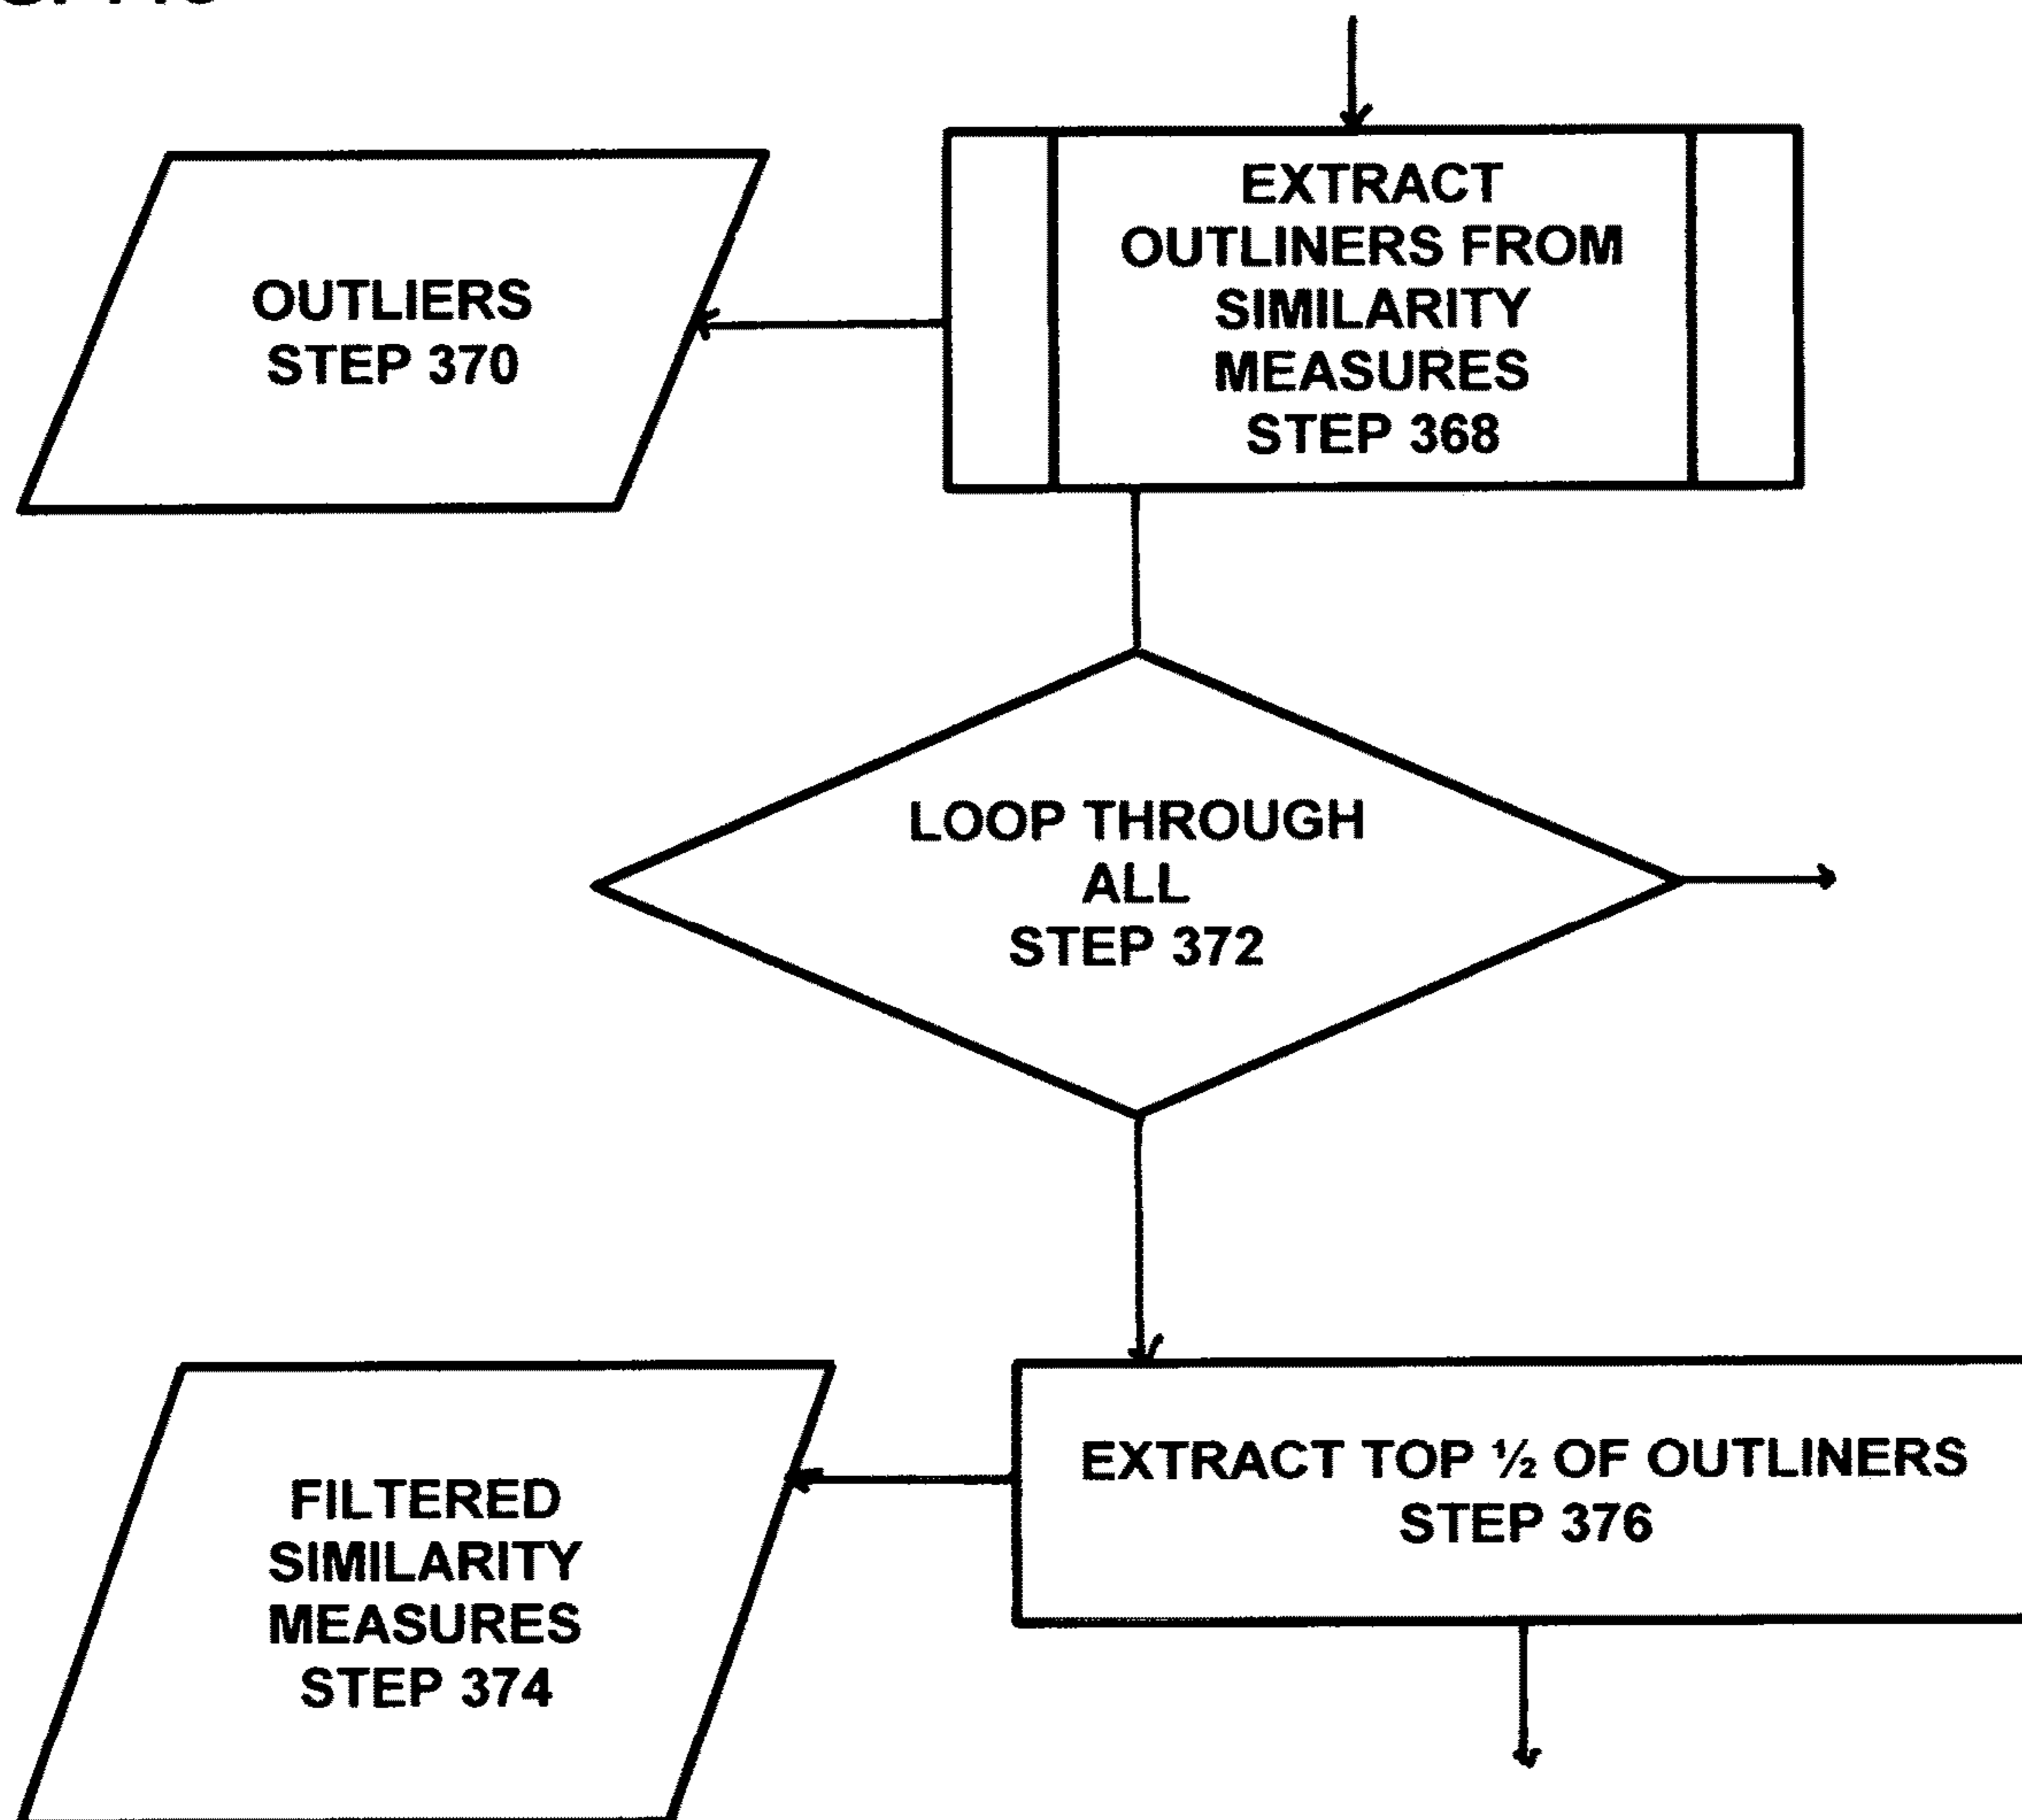 OUTLIERS
STEP 370
EXTRACT
OUTLINERS FROM
SIMILARITY
MEASURES
STEP 368
LOOP THROUGH
ALL
STEP 372
FILTERED
SIMILARITY
MEASURES
STEP 374
EXTRACT TOP ½ OF OUTLINERS
STEP 376